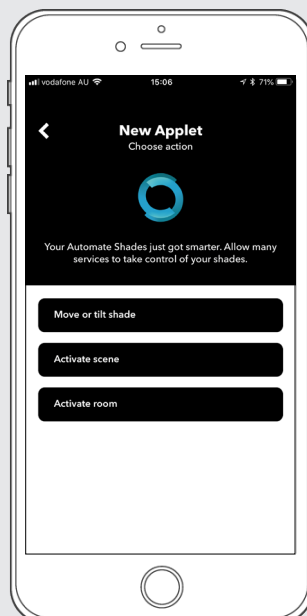 vodafone AU 15:06 71%
New Applet
Choose action
Your Automate Shades just got smarter. Allow many
services to take control of your shades.
Move or tilt shade
Activate scene
Activate room